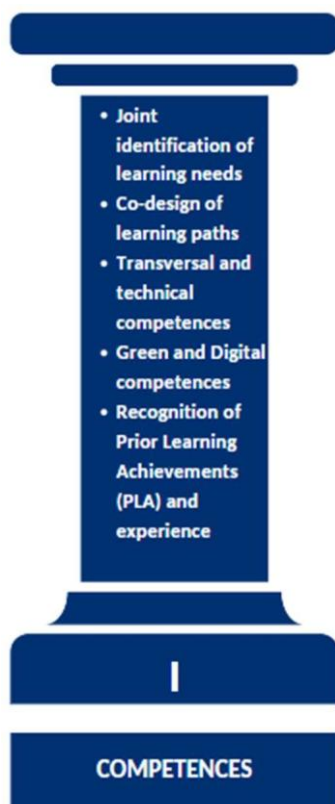 • Joint
identification of
learning needs
• Co-design of
learning paths
• Transversal and
technical
competences
• Green and Digital
competences
• Recognition of
Prior Learning
Achievements
(PLA) and
experience
I
COMPETENCES